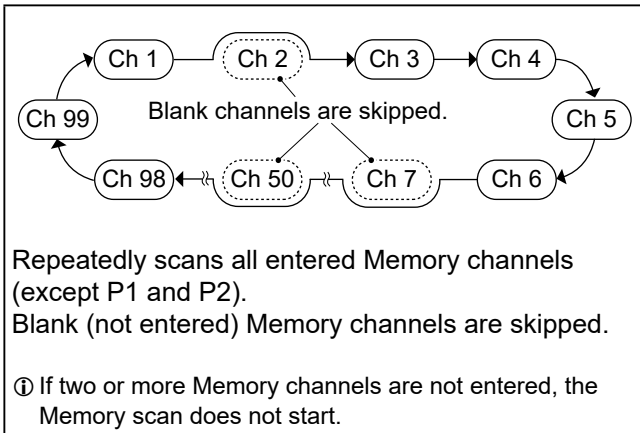 Ch 1
Ch 2
Ch 3
Ch 4
Ch 99
Blank channels are skipped.
Ch 5
Ch 98
Ch 50
Ch 7
Ch 6
Repeatedly scans all entered Memory channels
(except P1 and P2).
Blank (not entered) Memory channels are skipped.
ⓘ If two or more Memory channels are not entered, the
Memory scan does not start.